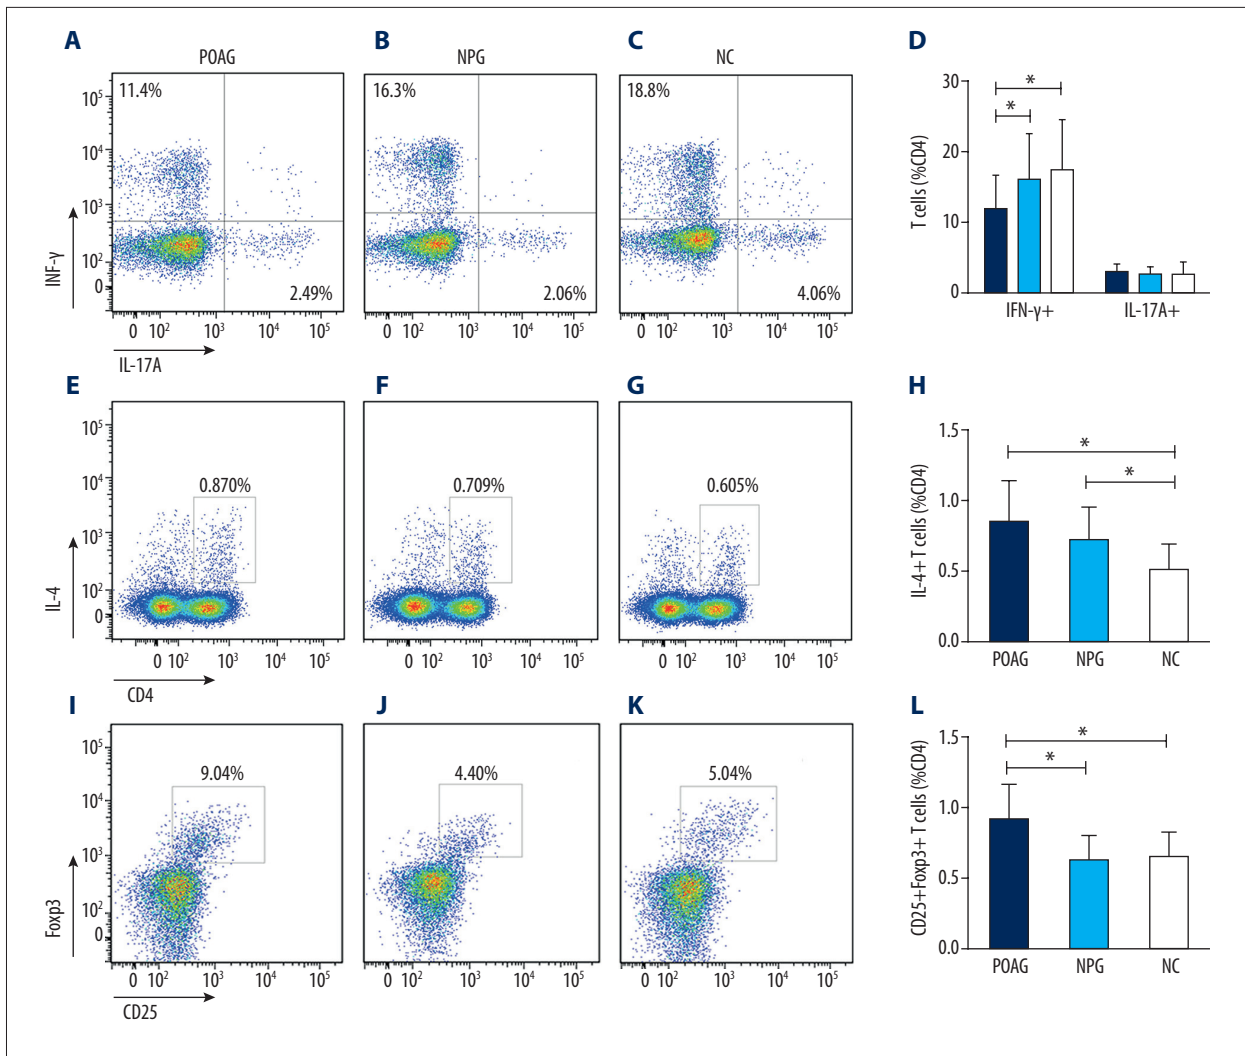 A
B
C
D
POAG
NPG
NC
11.4%
2.49%
16.3%
2.06%
18.8%
4.06%
10⁵
10⁴
10³
10²
0
INF-γ
0 10² 10³ 10⁴ 10⁵
0 10² 10³ 10⁴ 10⁵
0 10² 10³ 10⁴ 10⁵
IL-17A
T cells (%CD4)
30
20
10
0
*
*
IFN-γ+ IL-17A+
E
F
G
H
0.870%
0.709%
0.605%
10⁵
10⁴
10³
10²
0
IL-4
0 10² 10³ 10⁴ 10⁵
0 10² 10³ 10⁴ 10⁵
0 10² 10³ 10⁴ 10⁵
CD4
IL-4+ T cells (%CD4)
1.5
1.0
0.5
0.0
*
*
POAG NPG NC
I
J
K
L
9.04%
4.40%
5.04%
10⁵
10⁴
10³
10²
0
Foxp3
0 10² 10³ 10⁴ 10⁵
0 10² 10³ 10⁴ 10⁵
0 10² 10³ 10⁴ 10⁵
CD25
CD25+Foxp3+ T cells (%CD4)
1.5
1.0
0.5
0.0
*
*
POAG NPG NC